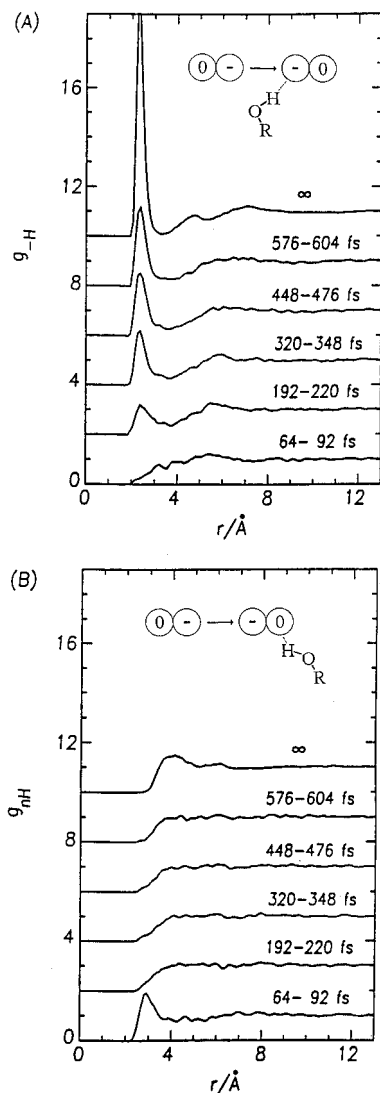 (A)
16
12
8
4
0
g-H
0 - → - 0
H
O
R
∞
576-604 fs
448-476 fs
320-348 fs
192-220 fs
64-92 fs
0 4 8 12
r/Å
(B)
16
12
8
4
0
gnH
0 - → - 0
H
O
R
∞
576-604 fs
448-476 fs
320-348 fs
192-220 fs
64-92 fs
0 4 8 12
r/Å